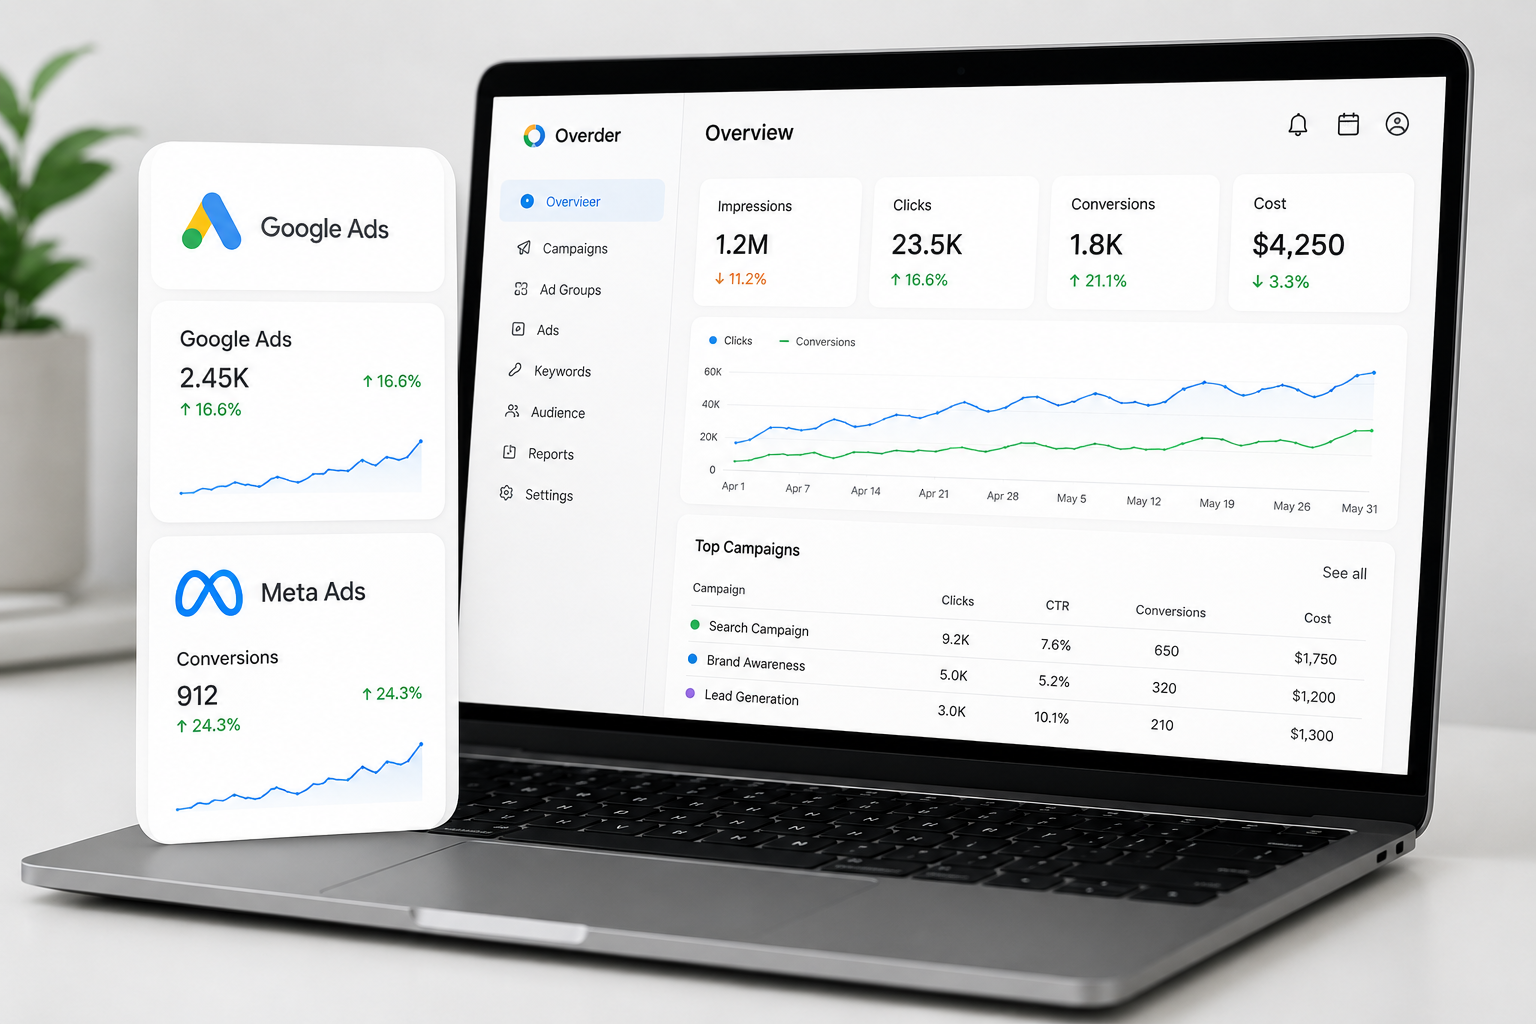 Google Ads
Google Ads
2.45K
↑ 16.6%
↑ 16.6%
Meta Ads
Conversions
912
↑ 24.3%
↑ 24.3%
Overder
Overvieer
Campaigns
Ad Groups
Ads
Keywords
Audience
Reports
Settings
Overview
Impressions
1.2M
↓ 11.2%
Clicks
23.5K
↑ 16.6%
Conversions
1.8K
↑ 21.1%
Cost
$4,250
↓ 3.3%
Clicks
Conversions
60K
40K
20K
0
Apr 1 Apr 7 Apr 14 Apr 21 Apr 28 May 5 May 12 May 19 May 26 May 31
Top Campaigns
See all
Campaign Clicks CTR Conversions Cost
Search Campaign 9.2K 7.6% 650 $1,750
Brand Awareness 5.0K 5.2% 320 $1,200
Lead Generation 3.0K 10.1% 210 $1,300